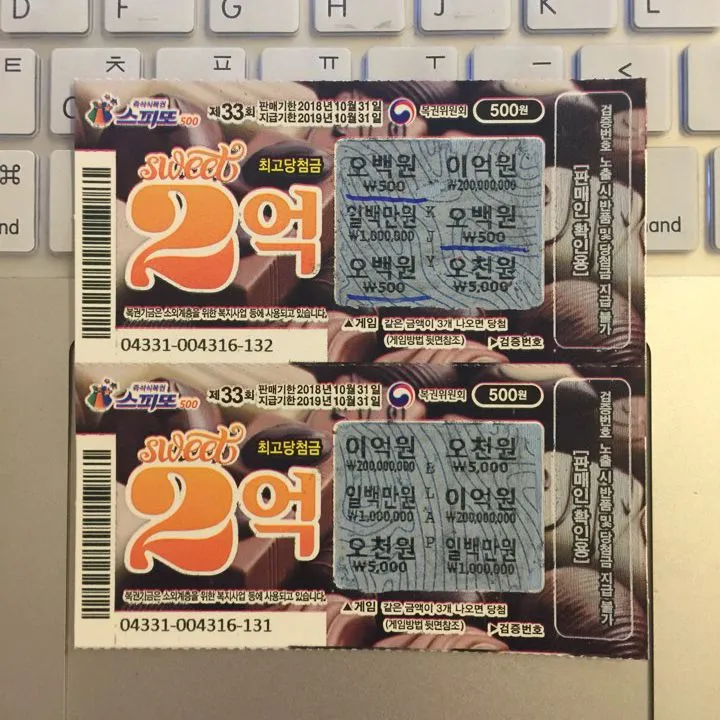 G H J K L
ㅊ ㅍ ㅜ ㅡ <
⌘
and
command
즉석식복권
스피또500
제33회 판매기한 2018년 10월 31일
지급기한 2019년 10월 31일
복권위원회
500원
sweet
최고당첨금
2억
오백원 이억원
₩500 ₩200,000,000
일백만원 오백원
₩1,000,000 ₩500
오백원 오천원
₩500 ₩5,000
K
J
Y
복권기금은 소외계층을 위한 복지사업 등에 사용되고 있습니다.
▲게임 같은 금액이 3개 나오면 당첨
(게임방법 뒷면참조)
▶검증번호
04331-004316-132
검증번호 노출 시 반품 및 당첨금 지급 불가
[판매인 확인용]
즉석식복권
스피또500
제33회 판매기한 2018년 10월 31일
지급기한 2019년 10월 31일
복권위원회
500원
sweet
최고당첨금
2억
이억원 오천원
₩200,000,000 ₩5,000
일백만원 이억원
₩1,000,000 ₩200,000,000
오천원 일백만원
₩5,000 ₩1,000,000
L
A
P
복권기금은 소외계층을 위한 복지사업 등에 사용되고 있습니다.
▲게임 같은 금액이 3개 나오면 당첨
(게임방법 뒷면참조)
▶검증번호
04331-004316-131
검증번호 노출 시 반품 및 당첨금 지급 불가
[판매인 확인용]